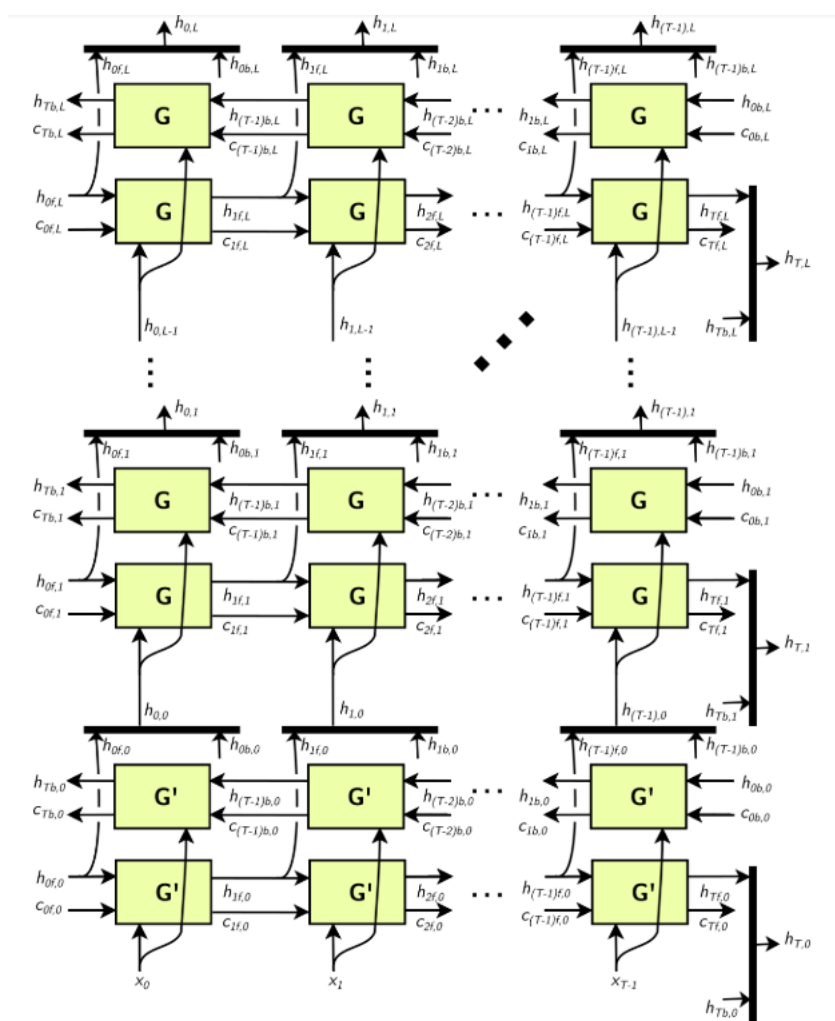 h0,L h1,L h(T-1),L
h0f,L h0b,L h1f,L h1b,L h(T-1)f,L h(T-1)b,L
hTb,L G h(T-1)b,L G h(T-2)b,L ... h1b,L G h0b,L
cTb,L c(T-1)b,L c(T-2)b,L c1b,L c0b,L
h0f,L G h1f,L G h2f,L ... h(T-1)f,L G hTf,L
c0f,L c1f,L c2f,L c(T-1)f,L cTf,L
hT,L
h0,L-1 h1,L-1 h(T-1),L-1 hTb,L
h0,1 h1,1 h(T-1),1
h0f,1 h0b,1 h1f,1 h1b,1 h(T-1)f,1 h(T-1)b,1
hTb,1 G h(T-1)b,1 G h(T-2)b,1 ... h1b,1 G h0b,1
cTb,1 c(T-1)b,1 c(T-2)b,1 c1b,1 c0b,1
h0f,1 G h1f,1 G h2f,1 ... h(T-1)f,1 G hTf,1
c0f,1 c1f,1 c2f,1 c(T-1)f,1 cTf,1
hT,1
h0,0 h1,0 h(T-1),0 hTb,1
h0f,0 h0b,0 h1f,0 h1b,0 h(T-1)f,0 h(T-1)b,0
hTb,0 G' h(T-1)b,0 G' h(T-2)b,0 ... h1b,0 G' h0b,0
cTb,0 c(T-1)b,0 c(T-2)b,0 c1b,0 c0b,0
h0f,0 G' h1f,0 G' h2f,0 ... h(T-1)f,0 G' hTf,0
c0f,0 c1f,0 c2f,0 c(T-1)f,0 cTf,0
hT,0
x0 x1 xT-1 hTb,0